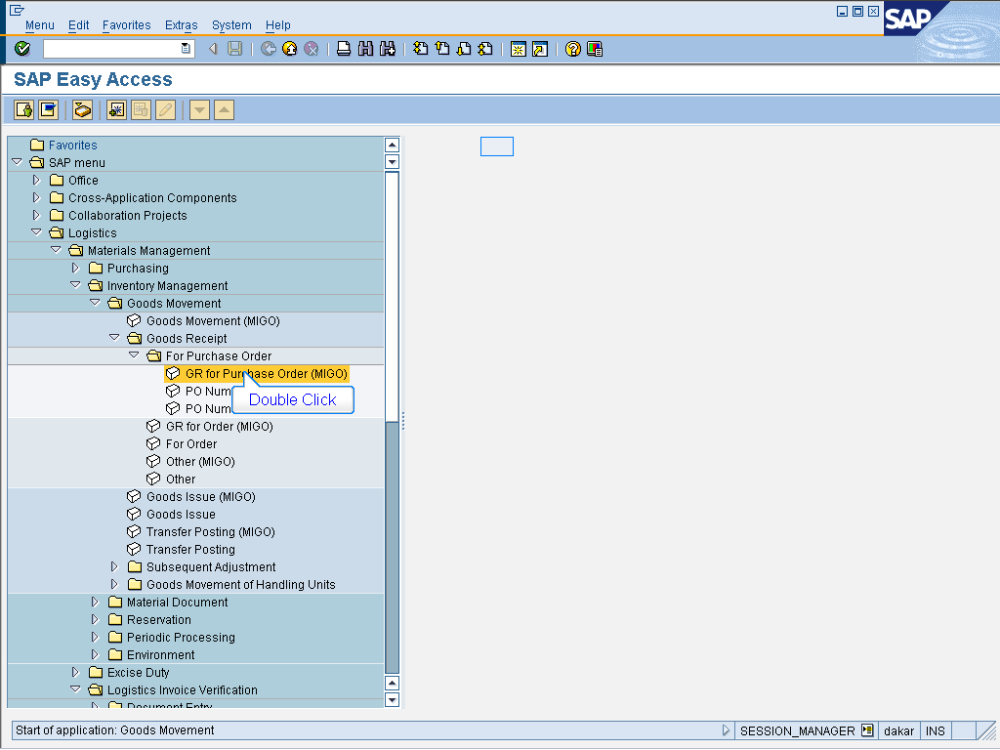 Menu Edit Favorites Extras System Help
SAP
SAP Easy Access
Favorites
SAP menu
Office
Cross-Application Components
Collaboration Projects
Logistics
Materials Management
Purchasing
Inventory Management
Goods Movement
Goods Movement (MIGO)
Goods Receipt
For Purchase Order
GR for Purchase Order (MIGO)
PO Num
Double Click
PO Num
GR for Order (MIGO)
For Order
Other (MIGO)
Other
Goods Issue (MIGO)
Goods Issue
Transfer Posting (MIGO)
Transfer Posting
Subsequent Adjustment
Goods Movement of Handling Units
Material Document
Reservation
Periodic Processing
Environment
Excise Duty
Logistics Invoice Verification
Document Entry
Start of application: Goods Movement
SESSION_MANAGER dakar INS